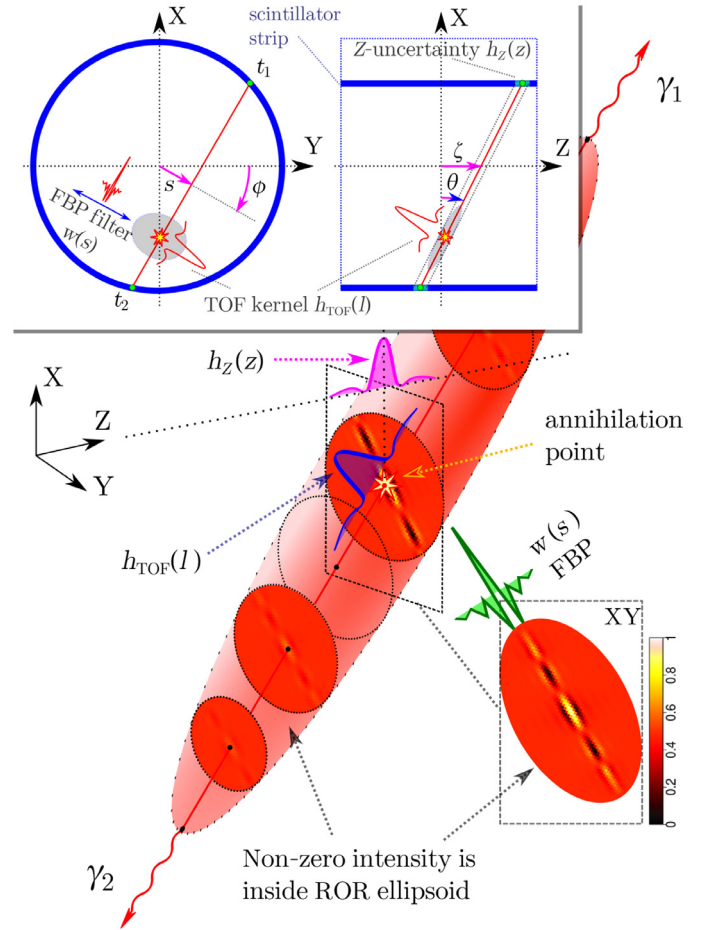 X
scintillator
strip
X
Z-uncertainty h_Z(z)
γ₁
t₁
Y
Z
s
ϕ
ζ
θ
FBP filter
w(s)
t₂
TOF kernel h_TOF(l)
h_Z(z)
X
Z
Y
annihilation
point
h_TOF(l)
w(s)
FBP
XY
1
0.8
0.6
0.4
0.2
0
Non-zero intensity is
inside ROR ellipsoid
γ₂